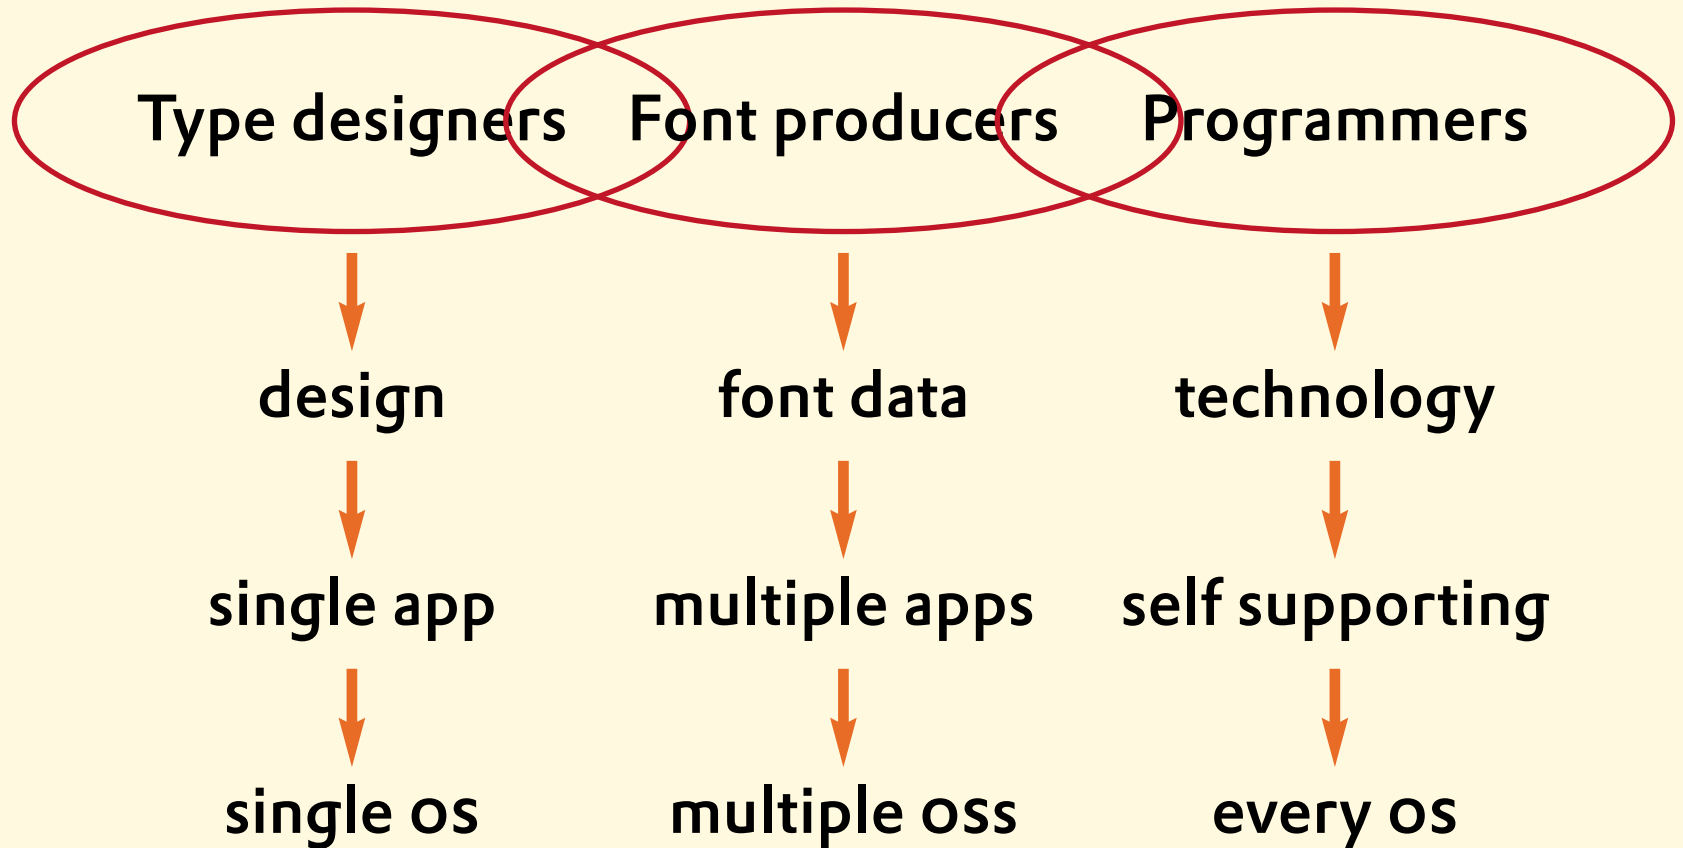 Type designers Font producers Programmers
design font data technology
single app multiple apps self supporting
single OS multiple OSs every OS